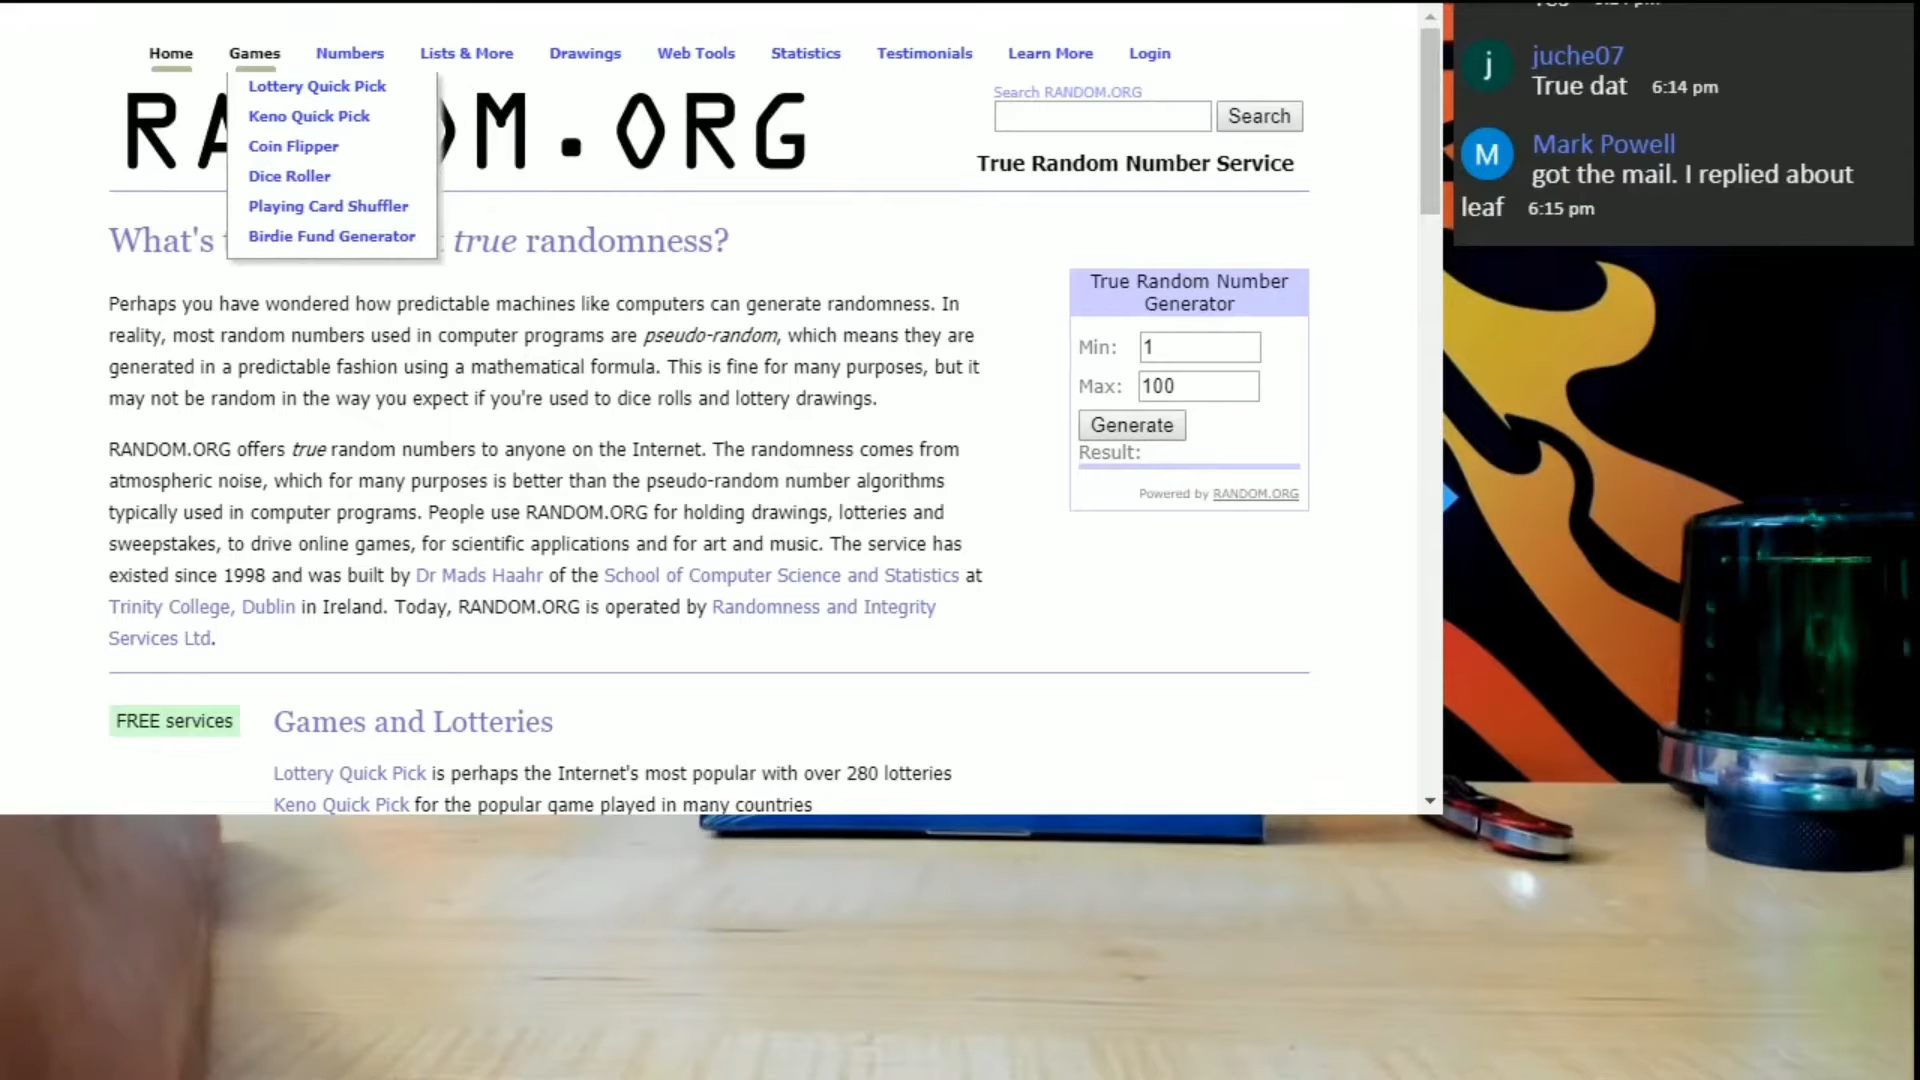 Home Games Numbers Lists & More Drawings Web Tools Statistics Testimonials Learn More Login
Lottery Quick Pick
Keno Quick Pick
Coin Flipper
Dice Roller
Playing Card Shuffler
Birdie Fund Generator
M.ORG
Search RANDOM.ORG
Search
True Random Number Service
What's true randomness?
Perhaps you have wondered how predictable machines like computers can generate randomness. In
reality, most random numbers used in computer programs are pseudo-random, which means they are
generated in a predictable fashion using a mathematical formula. This is fine for many purposes, but it
may not be random in the way you expect if you're used to dice rolls and lottery drawings.
RANDOM.ORG offers true random numbers to anyone on the Internet. The randomness comes from
atmospheric noise, which for many purposes is better than the pseudo-random number algorithms
typically used in computer programs. People use RANDOM.ORG for holding drawings, lotteries and
sweepstakes, to drive online games, for scientific applications and for art and music. The service has
existed since 1998 and was built by Dr Mads Haahr of the School of Computer Science and Statistics at
Trinity College, Dublin in Ireland. Today, RANDOM.ORG is operated by Randomness and Integrity
Services Ltd.
True Random Number
Generator
Min: 1
Max: 100
Generate
Result:
Powered by RANDOM.ORG
FREE services
Games and Lotteries
Lottery Quick Pick is perhaps the Internet's most popular with over 280 lotteries
Keno Quick Pick for the popular game played in many countries
j
juche07
True dat 6:14 pm
M
Mark Powell
got the mail. I replied about
leaf 6:15 pm